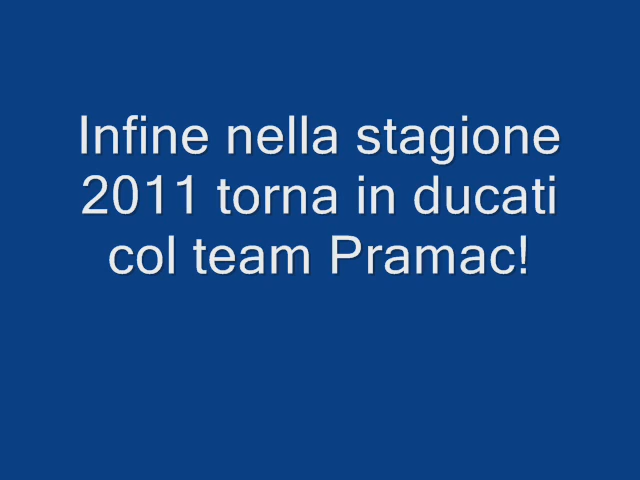 Infine nella stagione
2011 torna in ducati
col team Pramac!